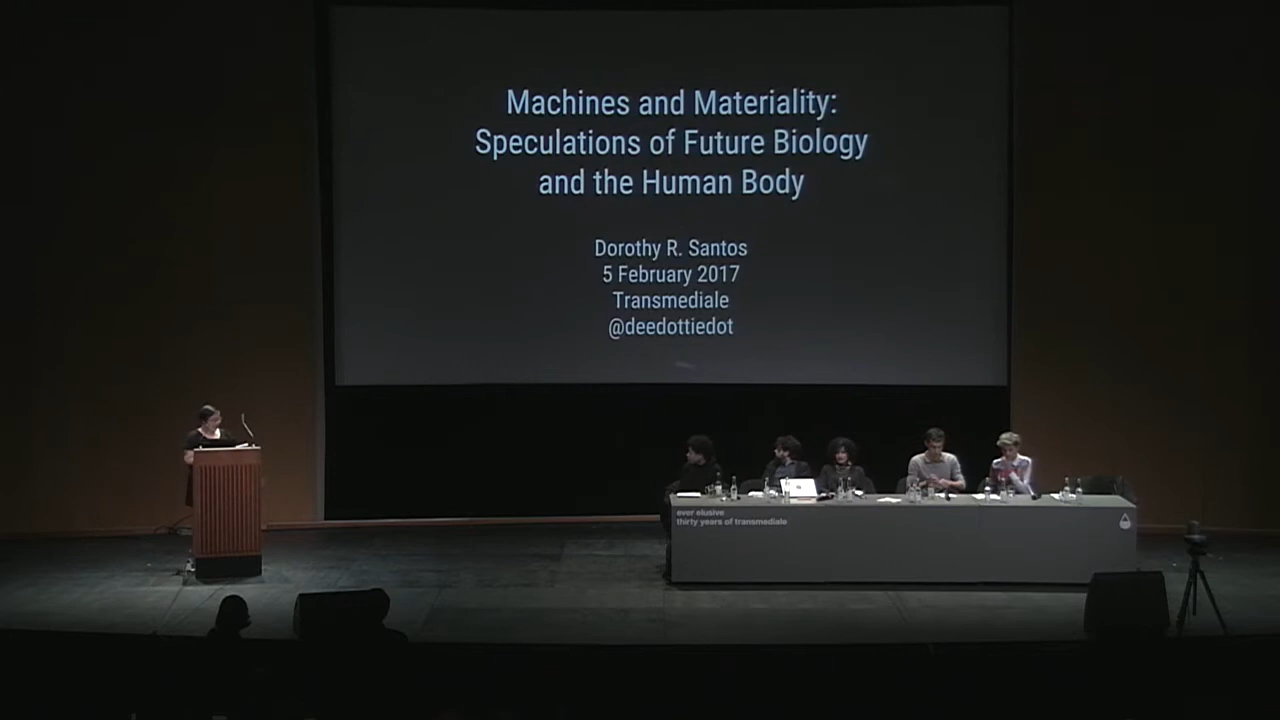 Machines and Materiality:
Speculations of Future Biology
and the Human Body
Dorothy R. Santos
5 February 2017
Transmediale
@deedottiedot
ever elusive
thirty years of transmediale